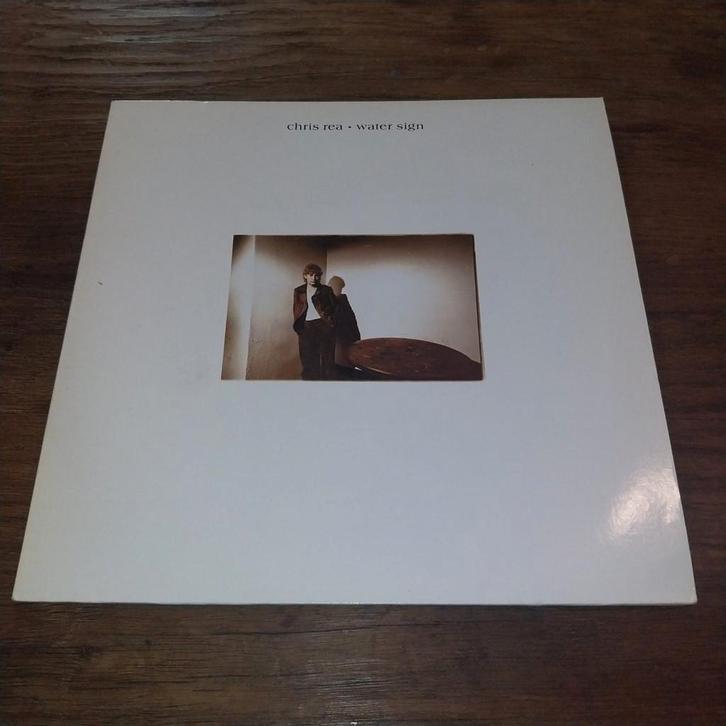 chris rea • water sign